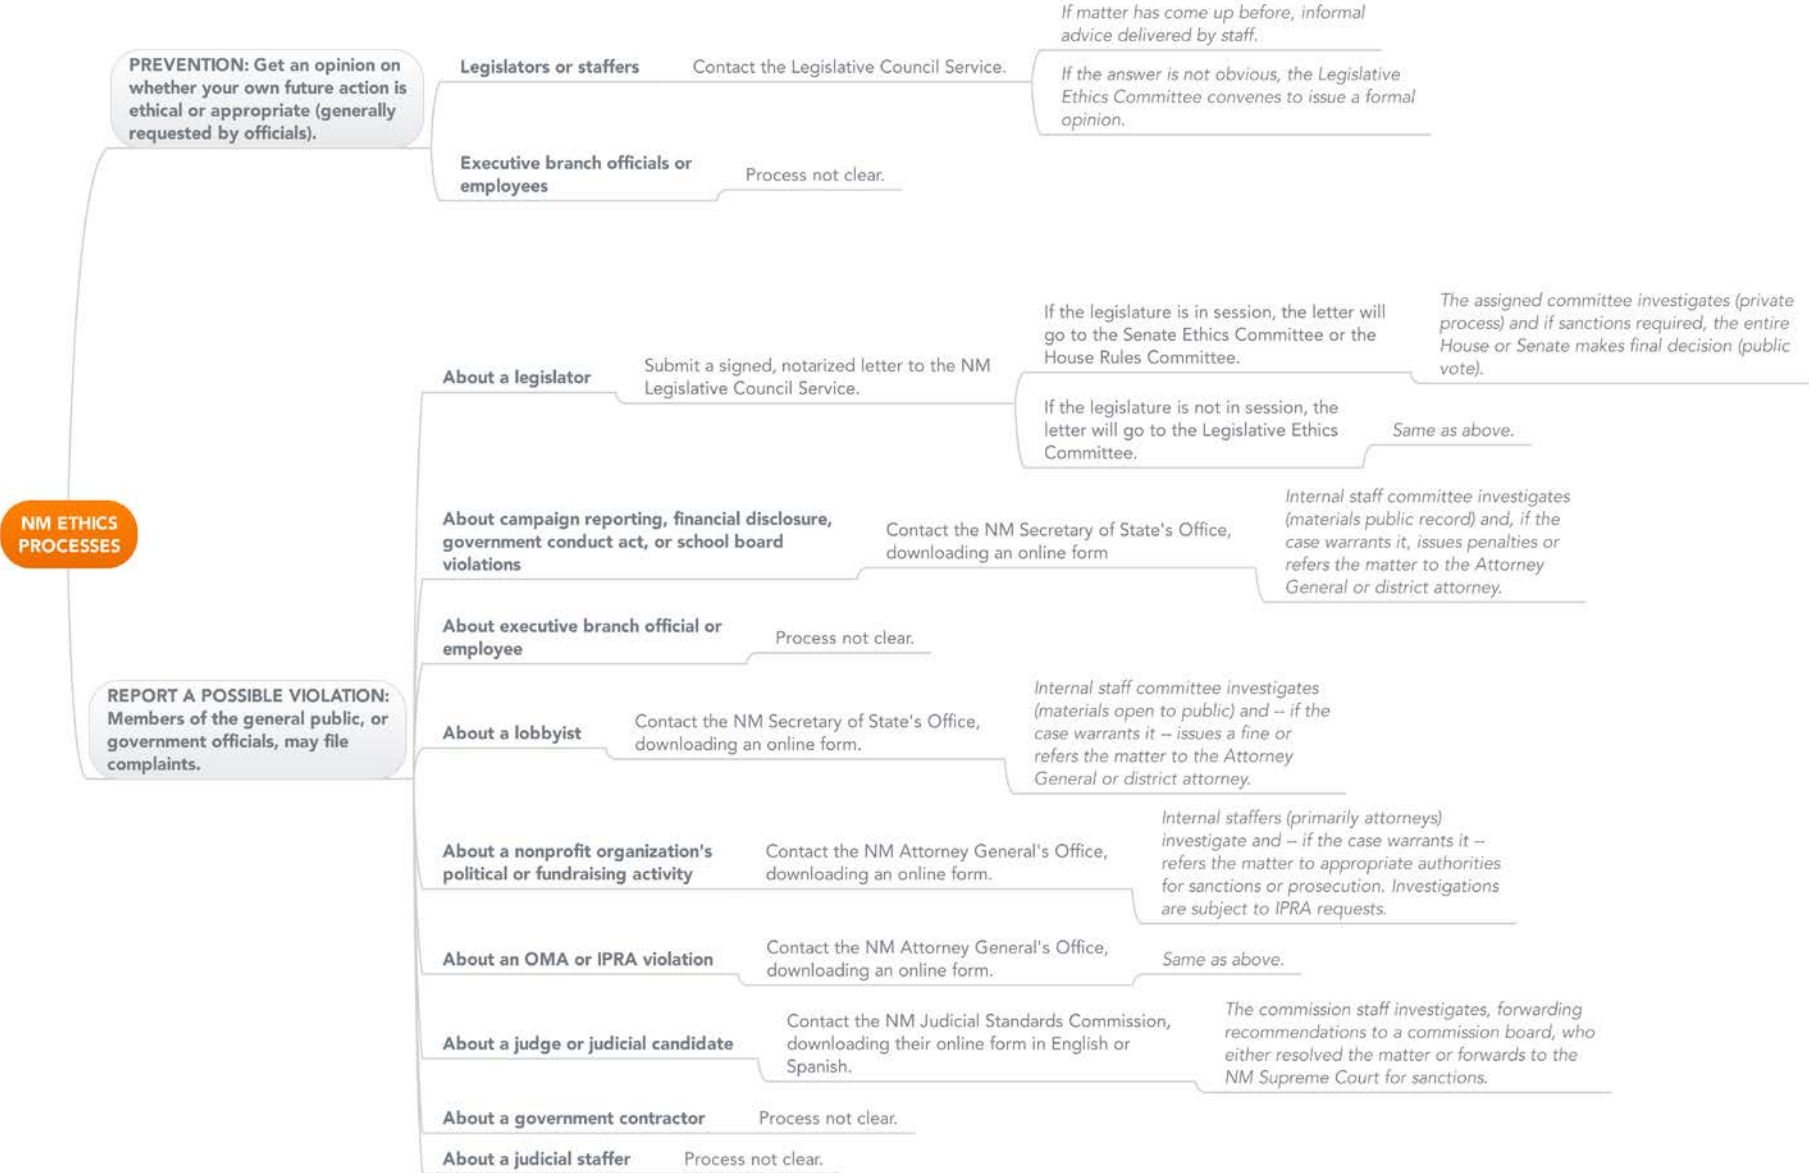 NM ETHICS
PROCESSES
PREVENTION: Get an opinion on
whether your own future action is
ethical or appropriate (generally
requested by officials).
Legislators or staffers
Contact the Legislative Council Service.
If matter has come up before, informal
advice delivered by staff.
If the answer is not obvious, the Legislative
Ethics Committee convenes to issue a formal
opinion.
Executive branch officials or
employees
Process not clear.
REPORT A POSSIBLE VIOLATION:
Members of the general public, or
government officials, may file
complaints.
About a legislator
Submit a signed, notarized letter to the NM
Legislative Council Service.
If the legislature is in session, the letter will
go to the Senate Ethics Committee or the
House Rules Committee.
The assigned committee investigates (private
process) and if sanctions required, the entire
House or Senate makes final decision (public
vote).
If the legislature is not in session, the
letter will go to the Legislative Ethics
Committee.
Same as above.
About campaign reporting, financial disclosure,
government conduct act, or school board
violations
Contact the NM Secretary of State's Office,
downloading an online form
Internal staff committee investigates
(materials public record) and, if the
case warrants it, issues penalties or
refers the matter to the Attorney
General or district attorney.
About executive branch official or
employee
Process not clear.
About a lobbyist
Contact the NM Secretary of State's Office,
downloading an online form.
Internal staff committee investigates
(materials open to public) and -- if the
case warrants it -- issues a fine or
refers the matter to the Attorney
General or district attorney.
About a nonprofit organization's
political or fundraising activity
Contact the NM Attorney General's Office,
downloading an online form.
Internal staffers (primarily attorneys)
investigate and -- if the case warrants it --
refers the matter to appropriate authorities
for sanctions or prosecution. Investigations
are subject to IPRA requests.
About an OMA or IPRA violation
Contact the NM Attorney General's Office,
downloading an online form.
Same as above.
About a judge or judicial candidate
Contact the NM Judicial Standards Commission,
downloading their online form in English or
Spanish.
The commission staff investigates, forwarding
recommendations to a commission board, who
either resolved the matter or forwards to the
NM Supreme Court for sanctions.
About a government contractor
Process not clear.
About a judicial staffer
Process not clear.